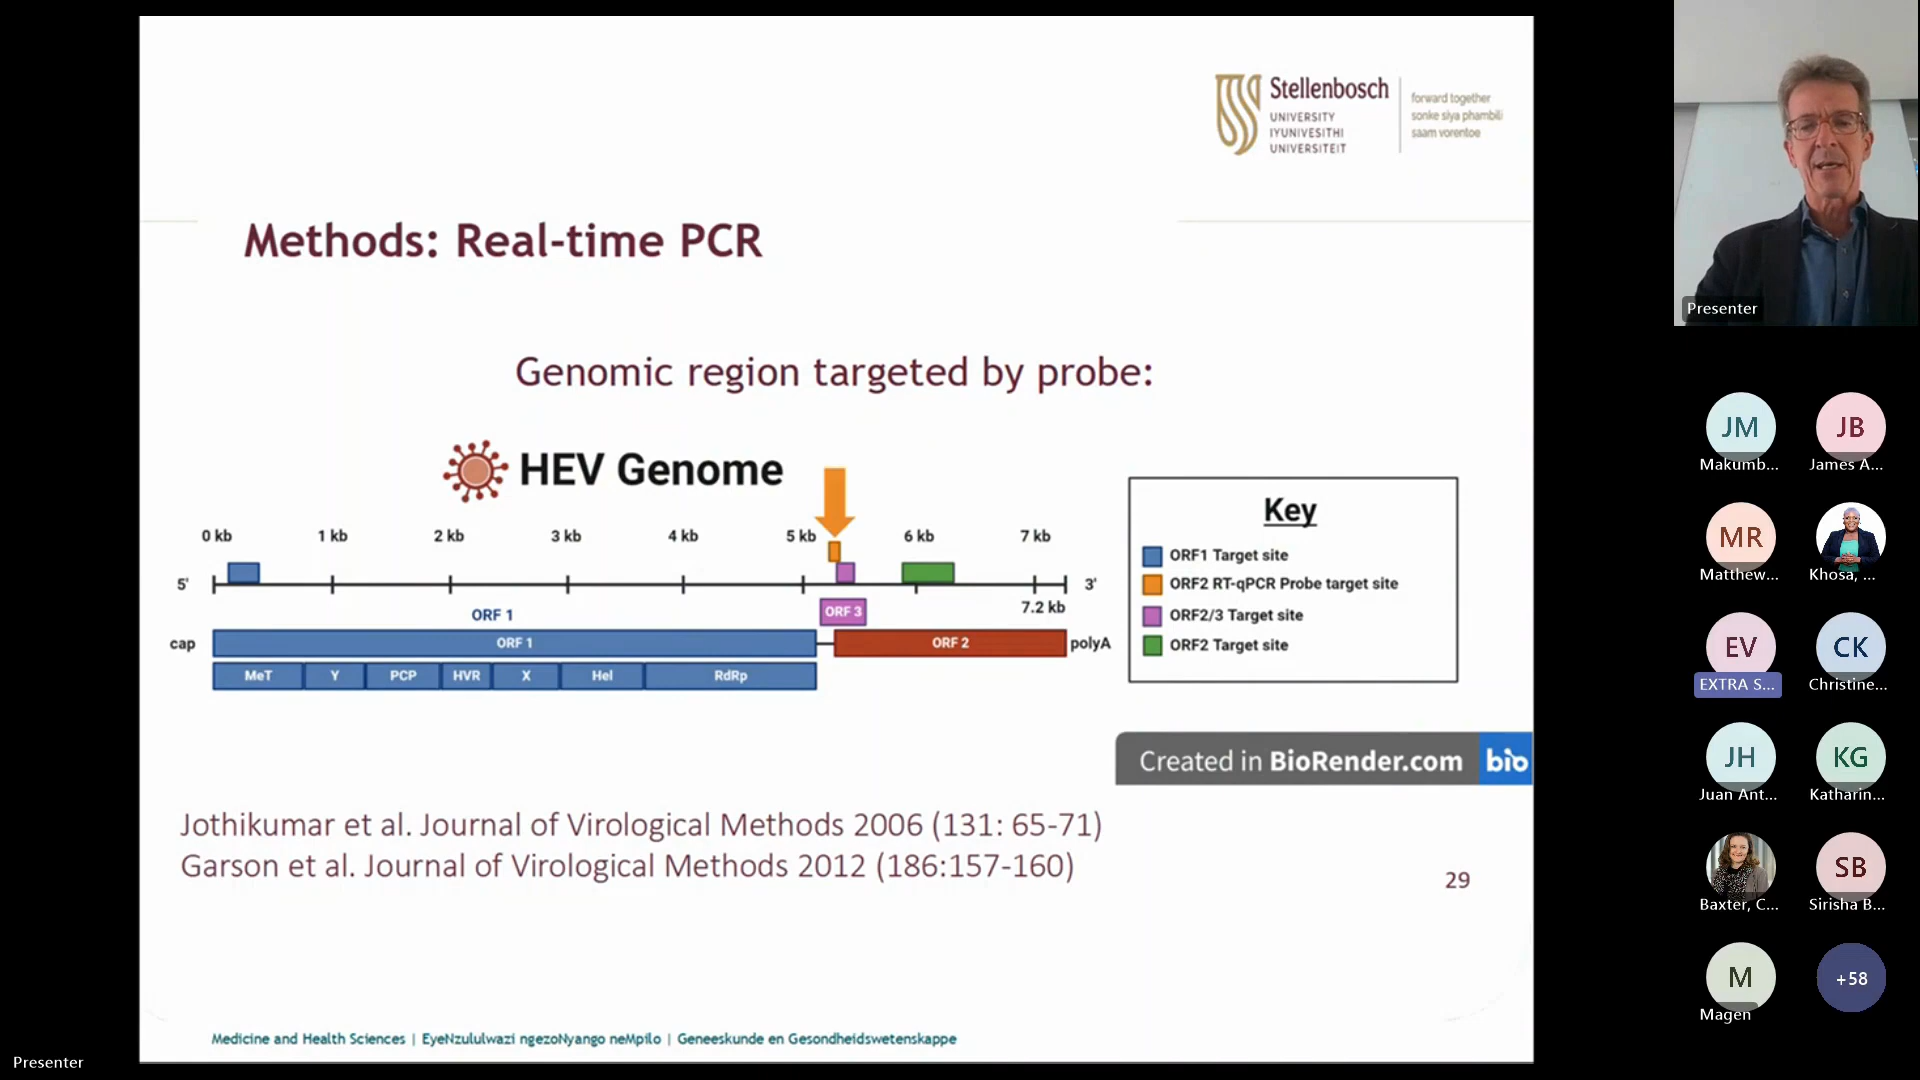 Stellenbosch
UNIVERSITY
IYUNIVESITHI
UNIVERSITEIT
forward together
sonke siya phambili
saam vorentoe
Methods: Real-time PCR
Genomic region targeted by probe:
HEV Genome
0 kb 1 kb 2 kb 3 kb 4 kb 5 kb 6 kb 7 kb
5' 3'
7.2 kb
ORF 1 ORF 3
cap ORF 1 ORF 2 polyA
MeT Y PCP HVR X Hel RdRp
Key
ORF1 Target site
ORF2 RT-qPCR Probe target site
ORF2/3 Target site
ORF2 Target site
Created in BioRender.com bio
Jothikumar et al. Journal of Virological Methods 2006 (131: 65-71)
Garson et al. Journal of Virological Methods 2012 (186:157-160)
29
Medicine and Health Sciences | EyeNzululwazi ngezoNyango neMpilo | Geneeskunde en Gesondheidswetenskappe
Presenter
Presenter
JM JB
Makumb... James A...
MR
Matthew... Khosa, ...
EV CK
EXTRA S... Christine...
JH KG
Juan Ant... Katharin...
SB
Baxter, C... Sirisha B...
M +58
Magen